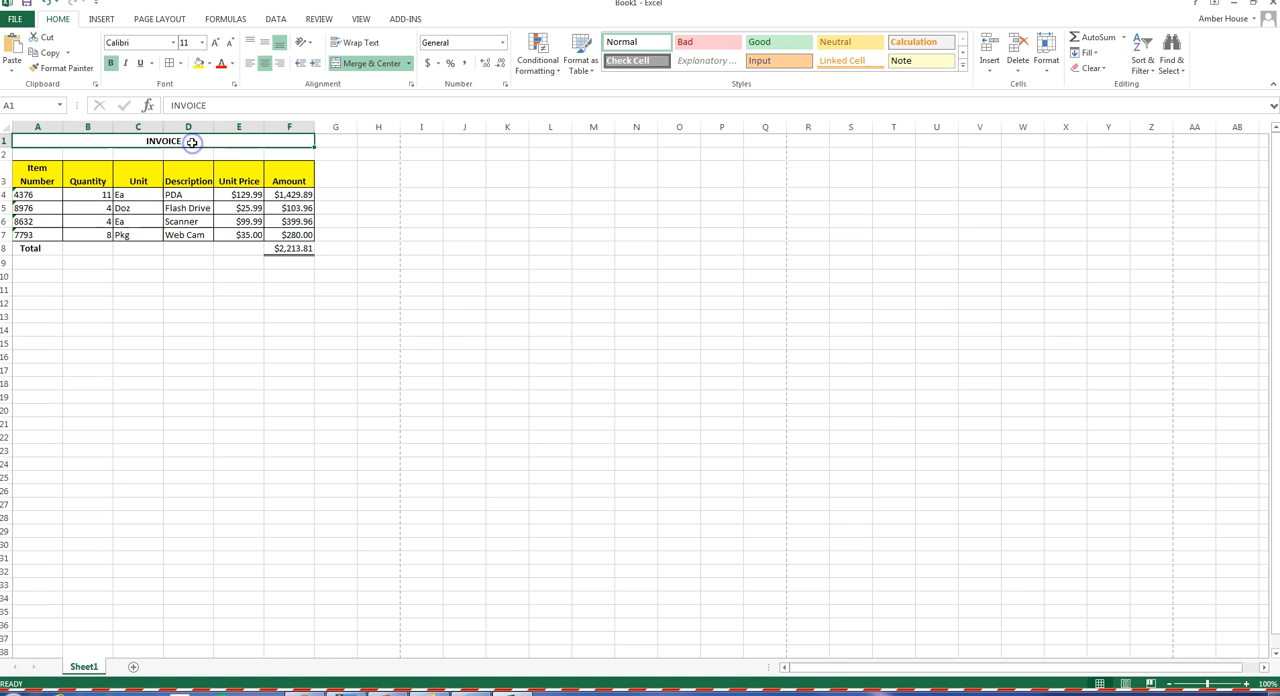 Book1 - Excel
FILE HOME INSERT PAGE LAYOUT FORMULAS DATA REVIEW VIEW ADD-INS Amber House
Paste
Cut
Copy
Format Painter
Clipboard
Calibri 11
B I U
Font
Wrap Text
Merge & Center
Alignment
General
$ % ,
Number
Conditional Formatting
Format as Table
Normal Bad Good Neutral Calculation
Check Cell Explanatory ... Input Linked Cell Note
Styles
Insert Delete Format
Cells
AutoSum
Fill
Clear
Sort & Filter
Find & Select
Editing
A1 fx INVOICE
A B C D E F G H I J K L M N O P Q R S T U V W X Y Z AA AB
1 INVOICE
2
3 Item Number Quantity Unit Description Unit Price Amount
4 4376 11 Ea PDA $129.99 $1,429.89
5 8976 4 Doz Flash Drive $25.99 $103.96
6 8632 4 Ea Scanner $99.99 $399.96
7 7793 8 Pkg Web Cam $35.00 $280.00
8 Total $2,213.81
9
10
11
12
13
14
15
16
17
18
19
20
21
22
23
24
25
26
27
28
29
30
31
32
33
34
35
36
37
38
Sheet1
READY 100%